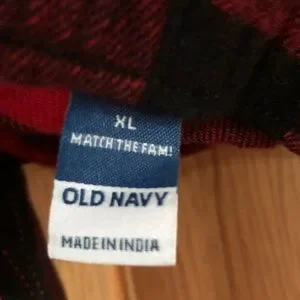 XL
MATCH THE FAM!
OLD NAVY
MADE IN INDIA